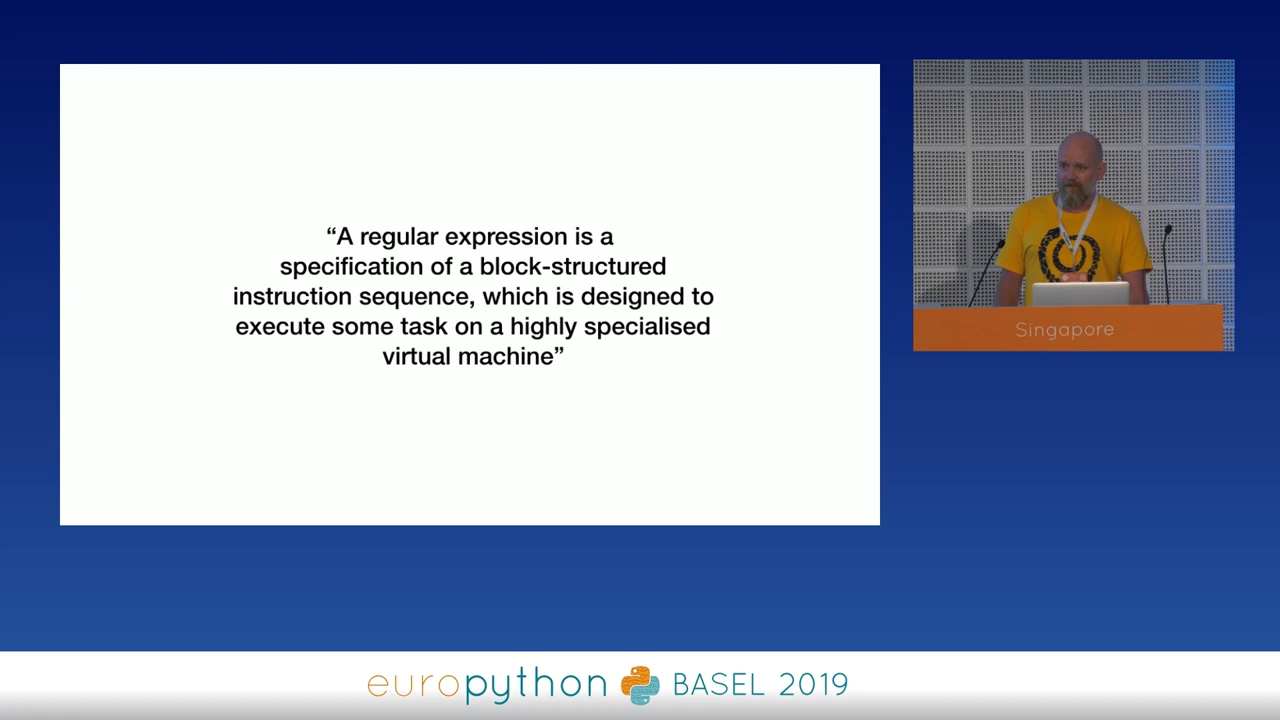 “A regular expression is a
specification of a block-structured
instruction sequence, which is designed to
execute some task on a highly specialised
virtual machine”
Singapore
europython BASEL 2019